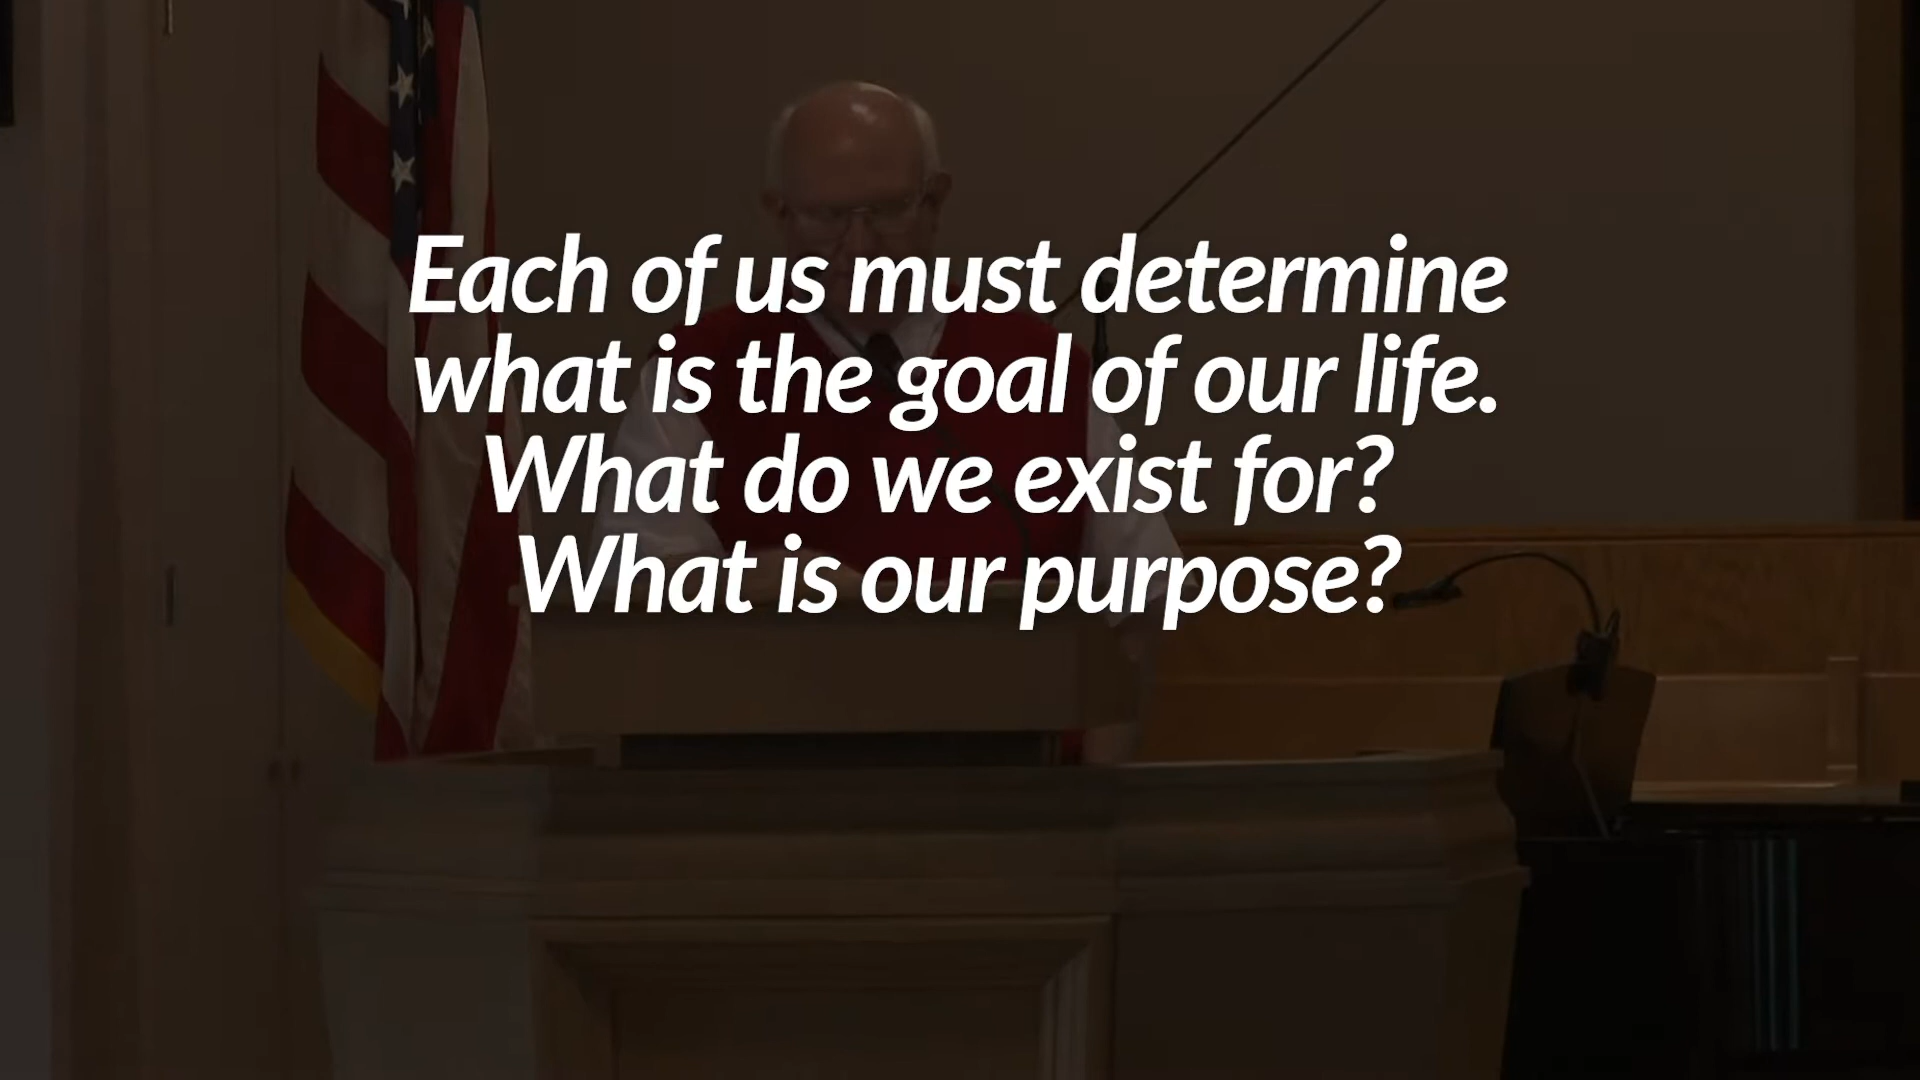 Each of us must determine
what is the goal of our life.
What do we exist for?
What is our purpose?